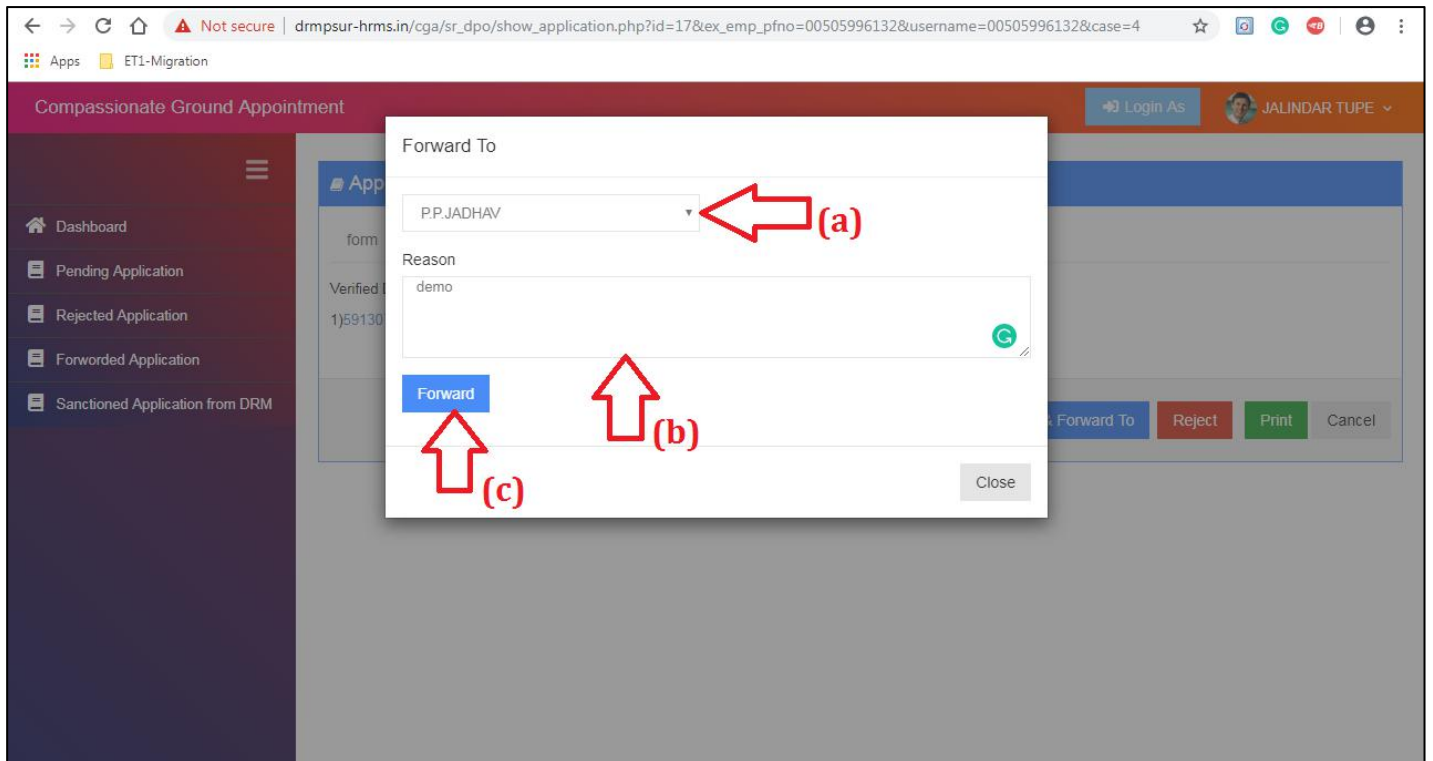 Not secure | drmpsur-hrms.in/cga/sr_dpo/show_application.php?id=17&ex_emp_pfno=00505996132&username=00505996132&case=4
Apps ET1-Migration
Compassionate Ground Appointment
Login As
JALINDAR TUPE
Dashboard
Pending Application
Rejected Application
Forworded Application
Sanctioned Application from DRM
App
form
Verified
1)59130
Forward To
P.P.JADHAV
(a)
Reason
demo
(b)
Forward
(c)
Close
& Forward To
Reject
Print
Cancel